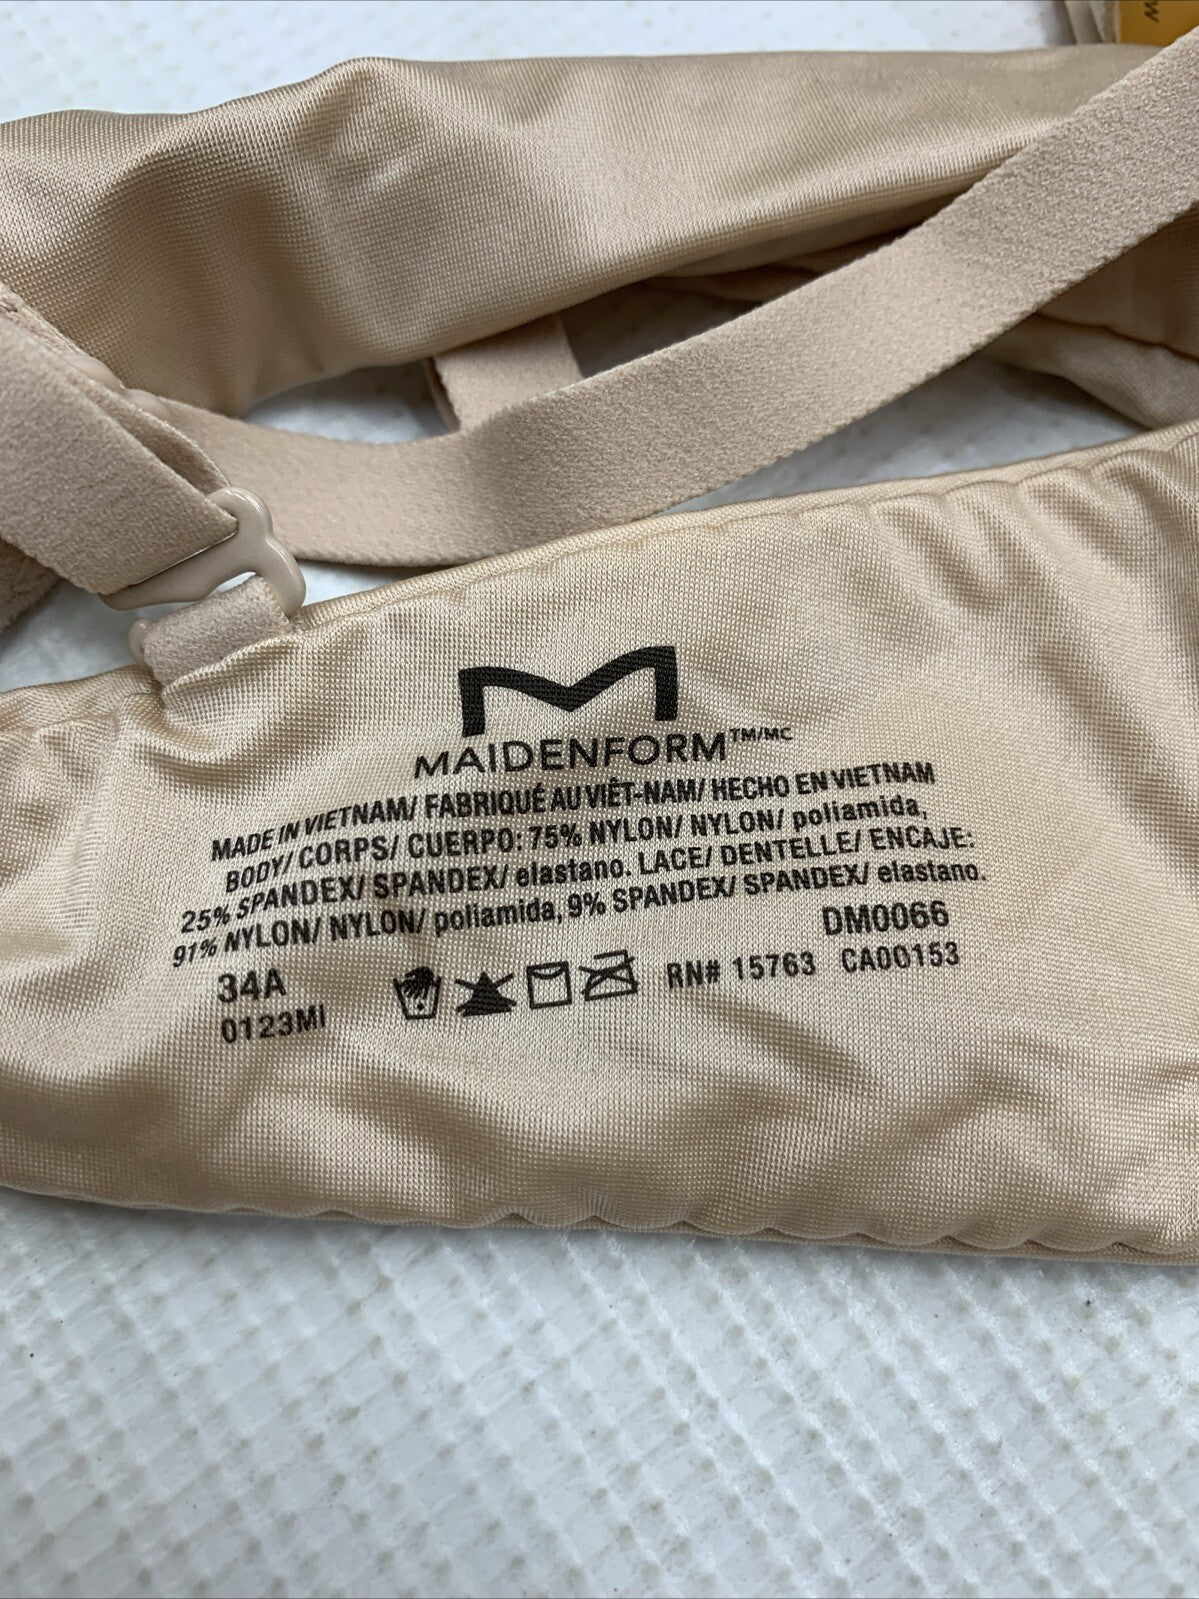 W
MAIDENFORM™/MC
MADE IN VIETNAM/ FABRIQUÉ AU VIÊT-NAM/ HECHO EN VIETNAM
BODY/ CORPS/ CUERPO: 75% NYLON/ NYLON/ poliamida,
25% SPANDEX/ SPANDEX/ elastano. LACE/ DENTELLE/ ENCAJE:
91% NYLON/ NYLON/ poliamida, 9% SPANDEX/ SPANDEX/ elastano.
DM0066
34A RN# 15763 CA00153
0123MI